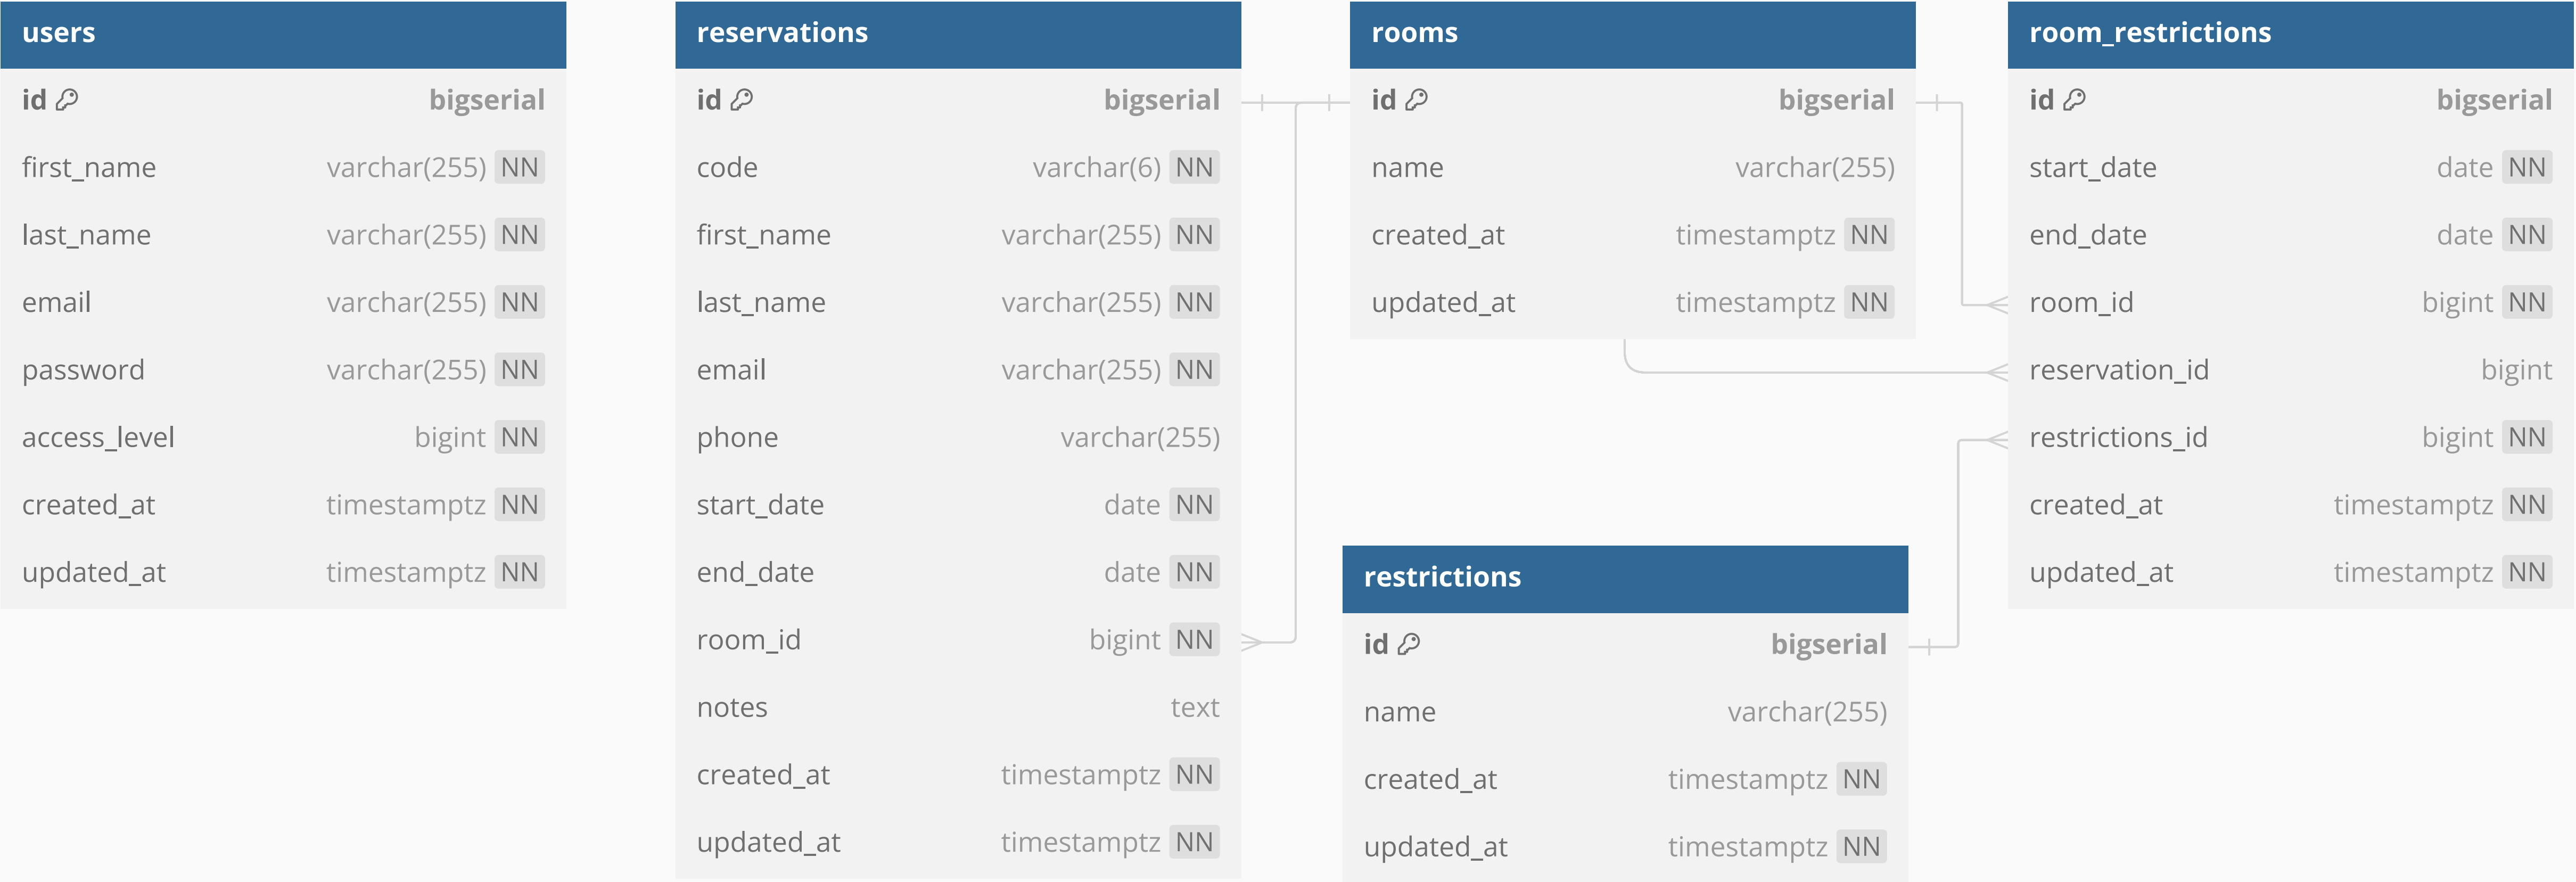 users
id bigserial
first_name varchar(255) NN
last_name varchar(255) NN
email varchar(255) NN
password varchar(255) NN
access_level bigint NN
created_at timestamptz NN
updated_at timestamptz NN
reservations
id bigserial
code varchar(6) NN
first_name varchar(255) NN
last_name varchar(255) NN
email varchar(255) NN
phone varchar(255)
start_date date NN
end_date date NN
room_id bigint NN
notes text
created_at timestamptz NN
updated_at timestamptz NN
rooms
id bigserial
name varchar(255)
created_at timestamptz NN
updated_at timestamptz NN
restrictions
id bigserial
name varchar(255)
created_at timestamptz NN
updated_at timestamptz NN
room_restrictions
id bigserial
start_date date NN
end_date date NN
room_id bigint NN
reservation_id bigint
restrictions_id bigint NN
created_at timestamptz NN
updated_at timestamptz NN